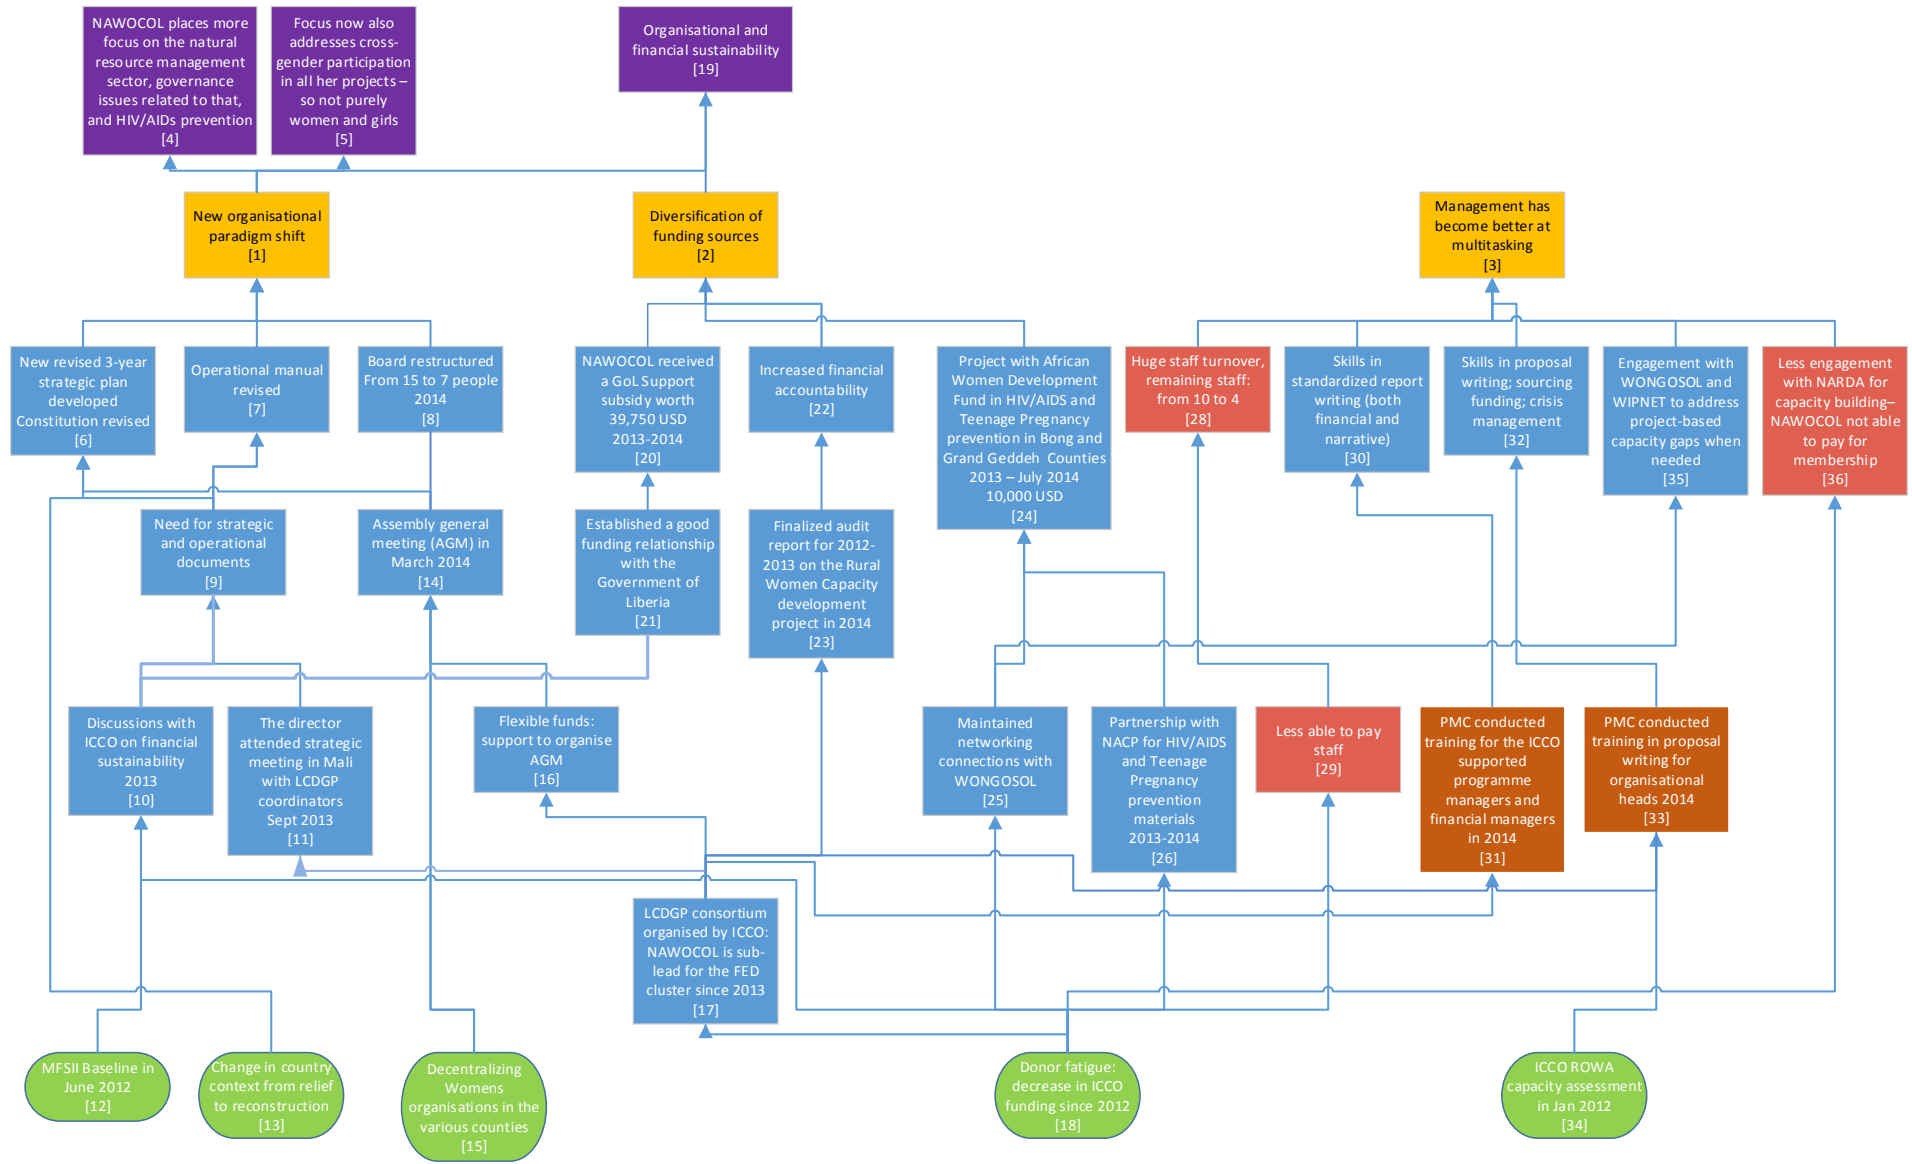 NAWOCOL places more
focus on the natural
resource management
sector, governance
issues related to that,
and HIV/AIDs prevention
[4]
Focus now also
addresses cross-
gender participation
in all her projects –
so not purely
women and girls
[5]
Organisational and
financial sustainability
[19]
New organisational
paradigm shift
[1]
Diversification of
funding sources
[2]
Management has
become better at
multitasking
[3]
New revised 3-year
strategic plan
developed
Constitution revised
[6]
Operational manual
revised
[7]
Board restructured
From 15 to 7 people
2014
[8]
NAWOCOL received
a GoL Support
subsidy worth
39,750 USD
2013-2014
[20]
Increased financial
accountability
[22]
Project with African
Women Development
Fund in HIV/AIDS and
Teenage Pregnancy
prevention in Bong and
Grand Geddeh Counties
2013 – July 2014
10,000 USD
[24]
Huge staff turnover,
remaining staff:
from 10 to 4
[28]
Skills in
standardized report
writing (both
financial and
narrative)
[30]
Skills in proposal
writing; sourcing
funding; crisis
management
[32]
Engagement with
WONGOSOL and
WIPNET to address
project-based
capacity gaps when
needed
[35]
Less engagement
with NARDA for
capacity building–
NAWOCOL not able
to pay for
membership
[36]
Need for strategic
and operational
documents
[9]
Assembly general
meeting (AGM) in
March 2014
[14]
Established a good
funding relationship
with the
Government of
Liberia
[21]
Finalized audit
report for 2012-
2013 on the Rural
Women Capacity
development
project in 2014
[23]
Discussions with
ICCO on financial
sustainability
2013
[10]
The director
attended strategic
meeting in Mali
with LCDGP
coordinators
Sept 2013
[11]
Flexible funds:
support to organise
AGM
[16]
Maintained
networking
connections with
WONGOSOL
[25]
Partnership with
NACP for HIV/AIDS
and Teenage
Pregnancy
prevention
materials
2013-2014
[26]
Less able to pay
staff
[29]
PMC conducted
training for the ICCO
supported
programme
managers and
financial managers
in 2014
[31]
PMC conducted
training in proposal
writing for
organisational
heads 2014
[33]
LCDGP consortium
organised by ICCO:
NAWOCOL is sub-
lead for the FED
cluster since 2013
[17]
MFSII Baseline in
June 2012
[12]
Change in country
context from relief
to reconstruction
[13]
Decentralizing
Womens
organisations in the
various counties
[15]
Donor fatigue:
decrease in ICCO
funding since 2012
[18]
ICCO ROWA
capacity assessment
in Jan 2012
[34]